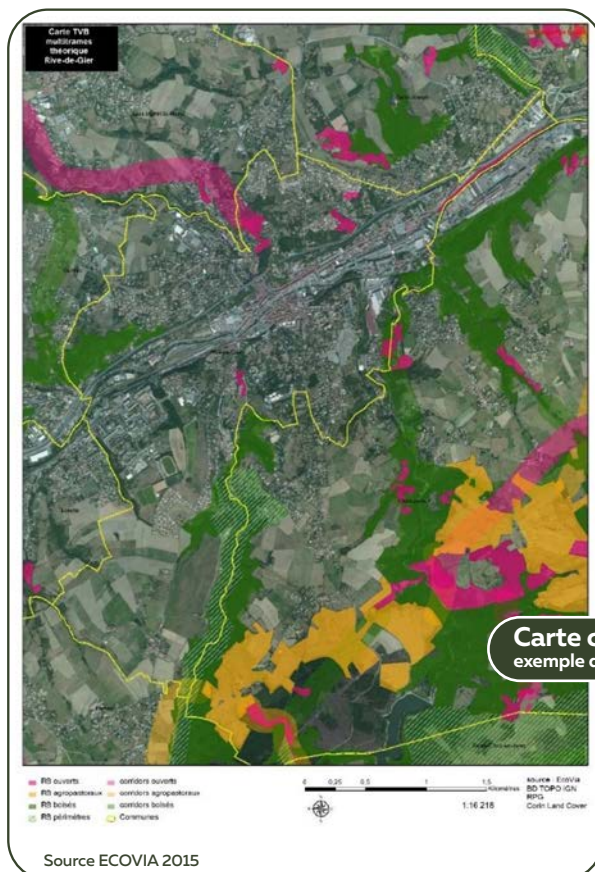 Carte TVB
multitrames
théorique
Rive-de-Gier
Carte d
exemple d
RB ouverts
RB agropastoraux
RB boisés
RB périmètres
corridors ouverts
corridors agropastoraux
corridors boisés
Communes
0 0,25 0,5 1 1,5
Kilomètres
1:16 218
source : EcoVia
BD TOPO IGN
RPG
Corin Land Cover
Source ECOVIA 2015